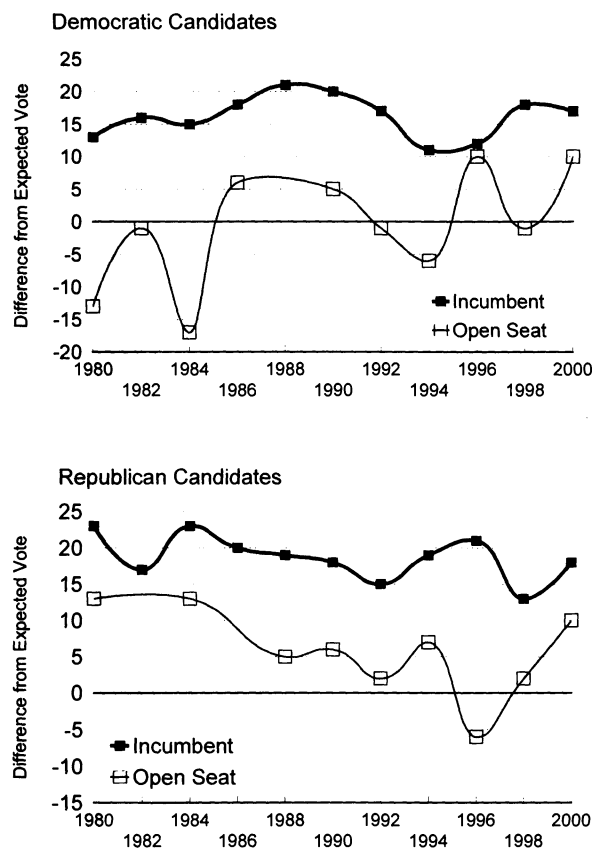 Democratic Candidates
Difference from Expected Vote
25
20
15
10
5
0
-5
-10
-15
-20
Incumbent
Open Seat
1980 1984 1988 1992 1996 2000
1982 1986 1990 1994 1998
Republican Candidates
Difference from Expected Vote
25
20
15
10
5
0
-5
-10
-15
Incumbent
Open Seat
1980 1984 1988 1992 1996 2000
1982 1986 1990 1994 1998